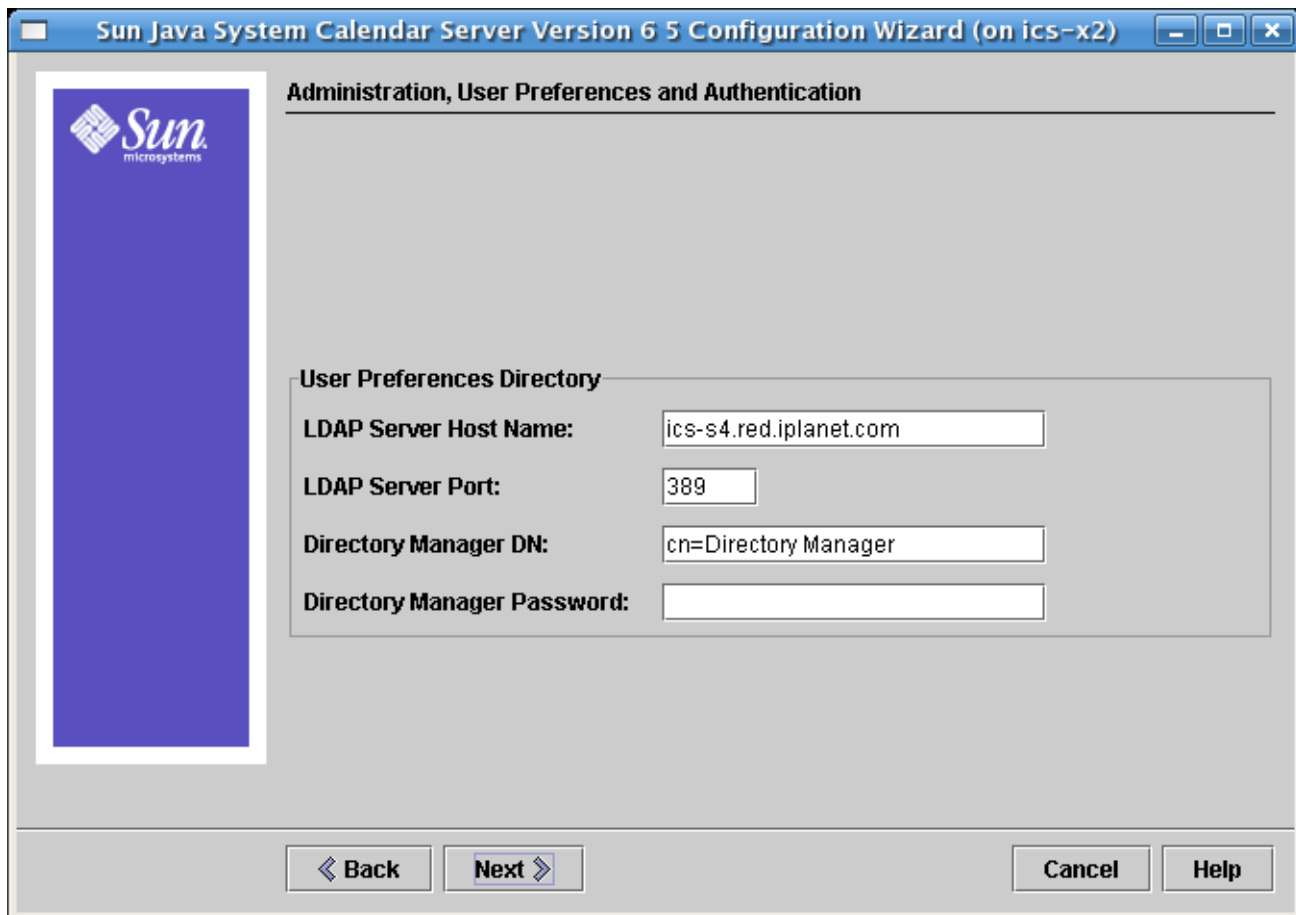 Sun Java System Calendar Server Version 6 5 Configuration Wizard (on ics-x2)
Administration, User Preferences and Authentication
Sun
microsystems
User Preferences Directory
LDAP Server Host Name: ics-s4.red.iplanet.com
LDAP Server Port: 389
Directory Manager DN: cn=Directory Manager
Directory Manager Password:
Back Next Cancel Help